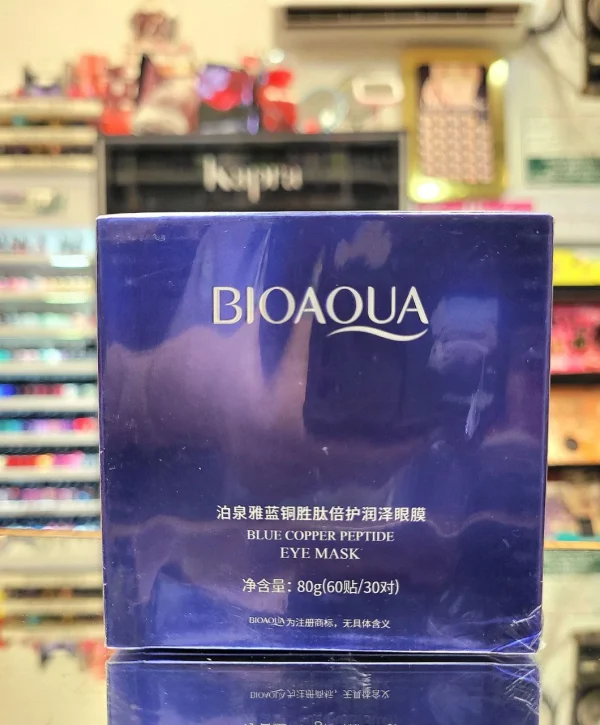 Kapra
BIOAQUA
泊泉雅蓝铜胜肽倍护润泽眼膜
BLUE COPPER PEPTIDE
EYE MASK
净含量：80g(60贴/30对)
BIOAQUA为注册商标，无具体含义